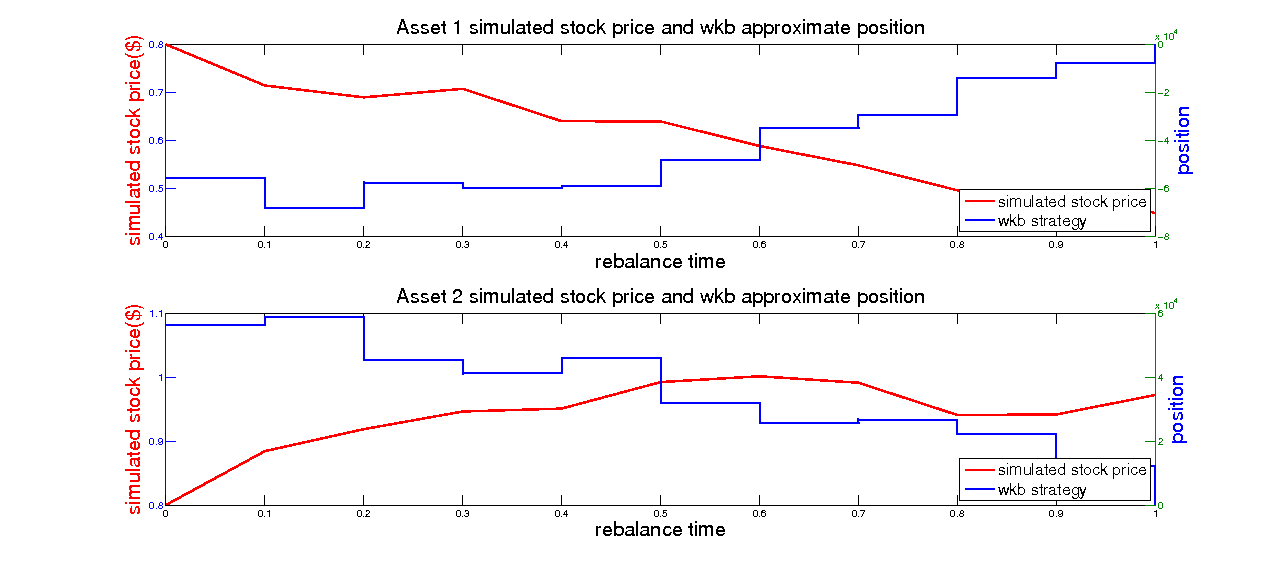 Asset 1 simulated stock price and wkb approximate position
x 10^4
simulated stock price($)
0.8
0.7
0.6
0.5
0.4
0
-2
-4
-6
-8
position
simulated stock price
wkb strategy
0 0.1 0.2 0.3 0.4 0.5 0.6 0.7 0.8 0.9 1
rebalance time
Asset 2 simulated stock price and wkb approximate position
x 10^4
simulated stock price($)
1.1
1
0.9
0.8
6
4
2
0
position
simulated stock price
wkb strategy
0 0.1 0.2 0.3 0.4 0.5 0.6 0.7 0.8 0.9 1
rebalance time